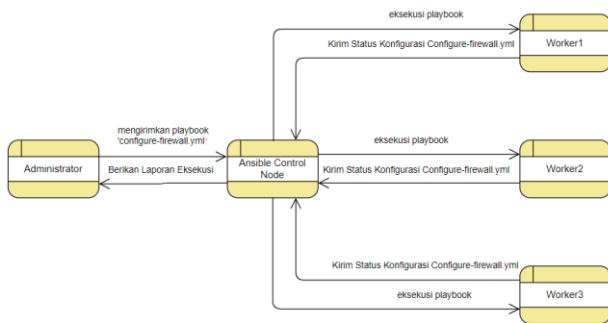 eksekusi playbook
Worker1
Kirim Status Konfigurasi Configure-firewall.yml
mengirimkan playbook
'configure-firewall.yml'
Administrator
Berikan Laporan Eksekusi
Ansible Control
Node
eksekusi playbook
Worker2
Kirim Status Konfigurasi Configure-firewall.yml
Kirim Status Konfigurasi Configure-firewall.yml
eksekusi playbook
Worker3